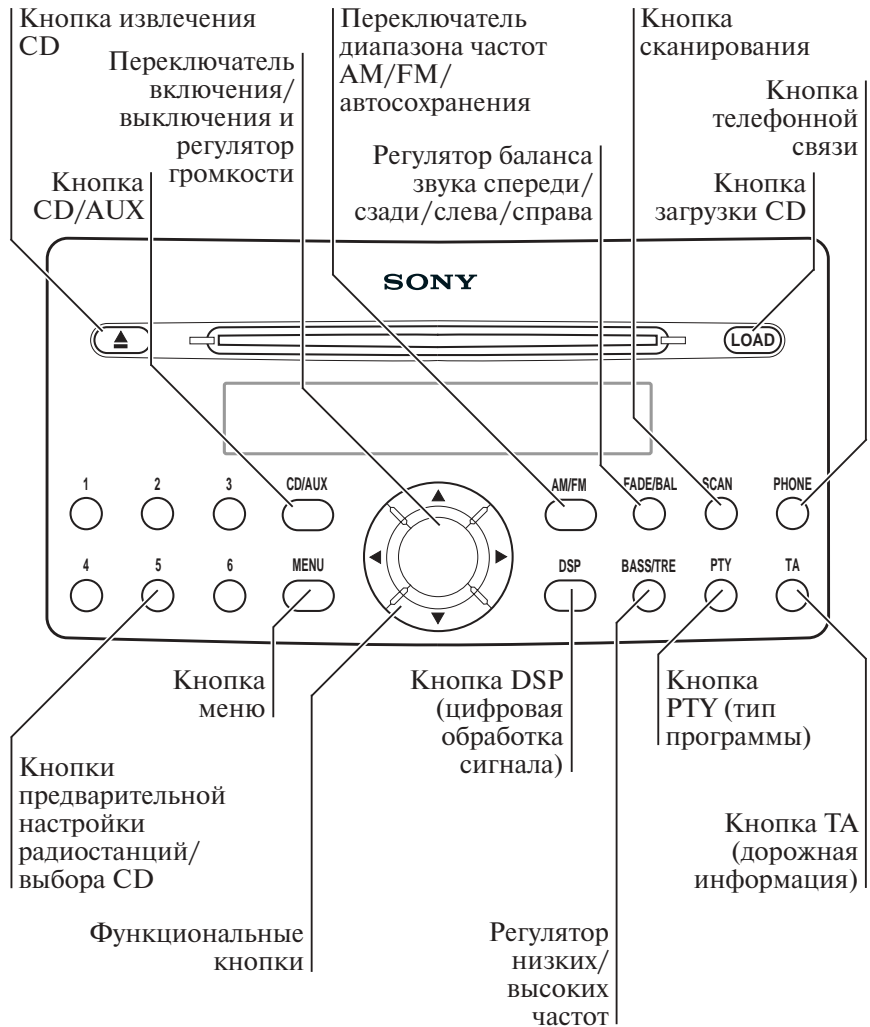 Кнопка извлечения
CD
Переключатель
включения/
выключения и
регулятор
громкости
Кнопка
CD/AUX
Переключатель
диапазона частот
AM/FM/
автосохранения
Регулятор баланса
звука спереди/
сзади/слева/справа
Кнопка
сканирования
Кнопка
телефонной
связи
Кнопка
загрузки CD
SONY
LOAD
1
2
3
CD/AUX
AM/FM
FADE/BAL
SCAN
PHONE
4
5
6
MENU
DSP
BASS/TRE
PTY
TA
Кнопка
меню
Кнопка DSP
(цифровая
обработка
сигнала)
Кнопка
PTY (тип
программы)
Кнопки
предварительной
настройки
радиостанций/
выбора CD
Кнопка TA
(дорожная
информация)
Функциональные
кнопки
Регулятор
низких/
высоких
частот